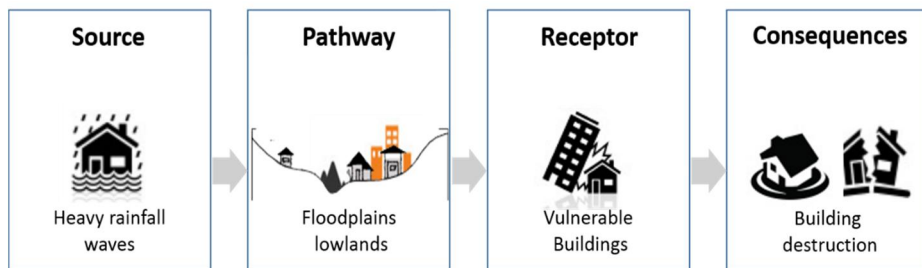 Source
Heavy rainfall
waves
Pathway
Floodplains
lowlands
Receptor
Vulnerable
Buildings
Consequences
Building
destruction